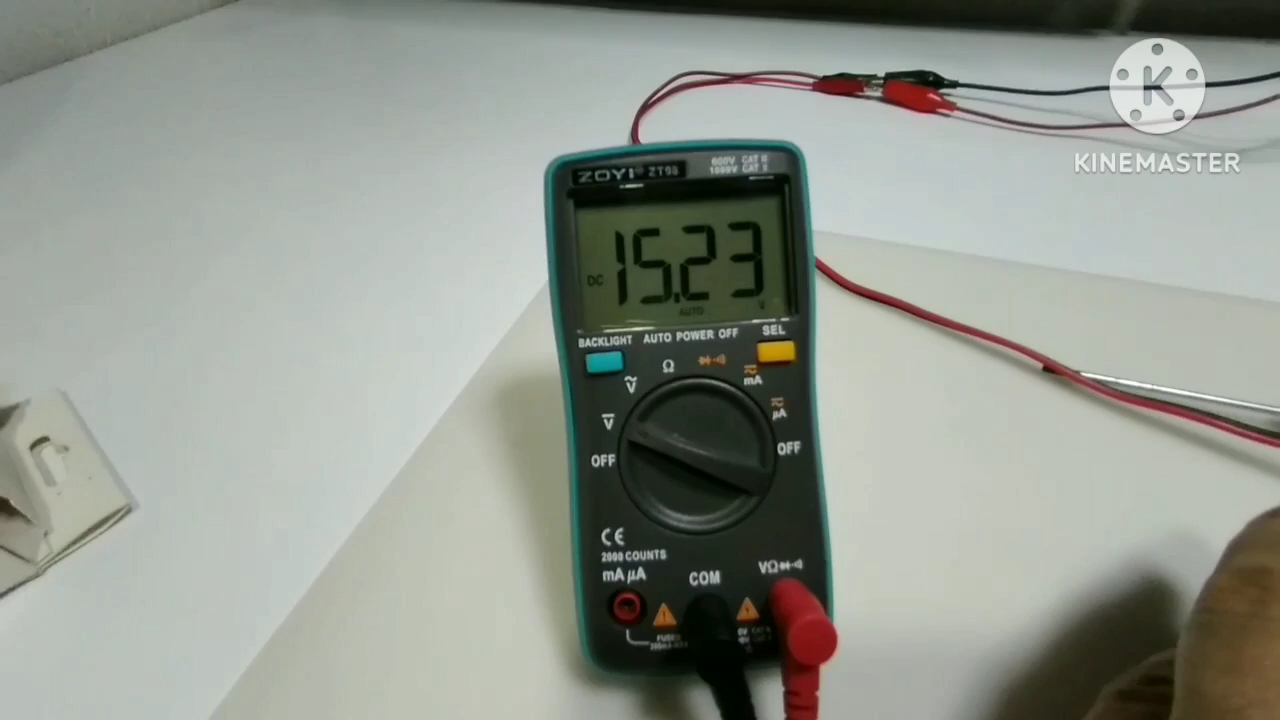 KINEMASTER
ZOYI ZT98
600V CAT II
1000V CAT I
15.23
DC
AUTO
V
BACKLIGHT
AUTO POWER OFF
SEL
Ω
Ṽ
mA
V
μA
OFF
OFF
CE
2000 COUNTS
mA μA
COM
VΩ
FUSED